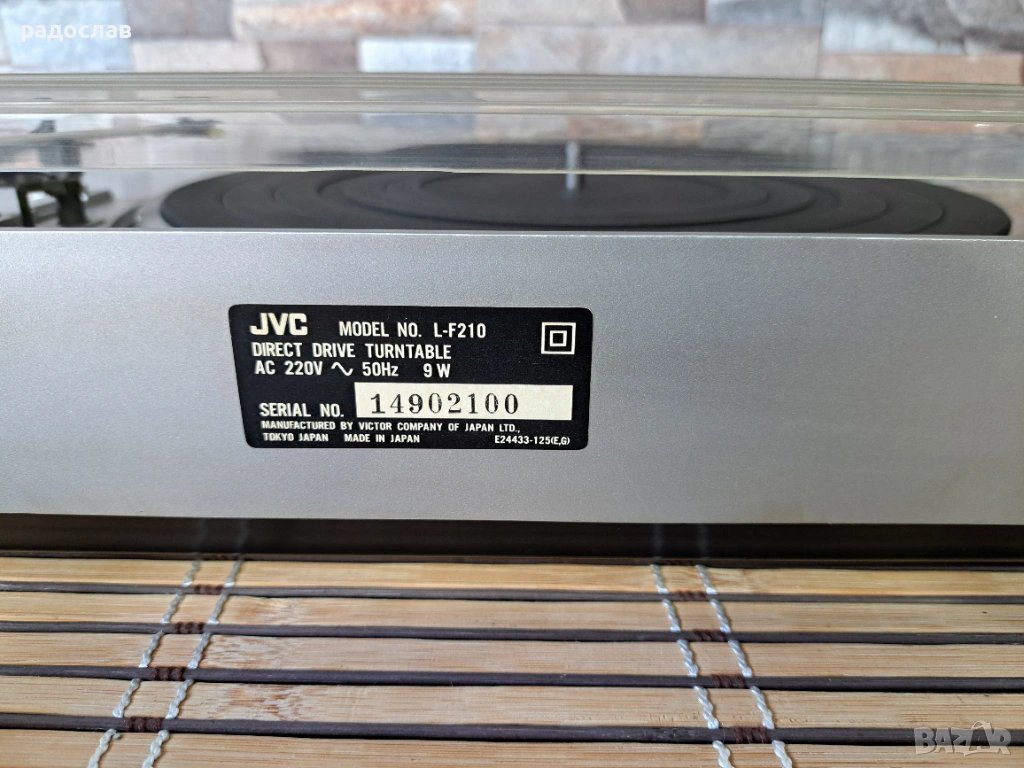 радослав
JVC MODEL NO. L-F210
DIRECT DRIVE TURNTABLE
AC 220V ~ 50Hz 9W
SERIAL NO. 14902100
MANUFACTURED BY VICTOR COMPANY OF JAPAN LTD.,
TOKYO JAPAN MADE IN JAPAN E24433-125(E,G)
BAZAR